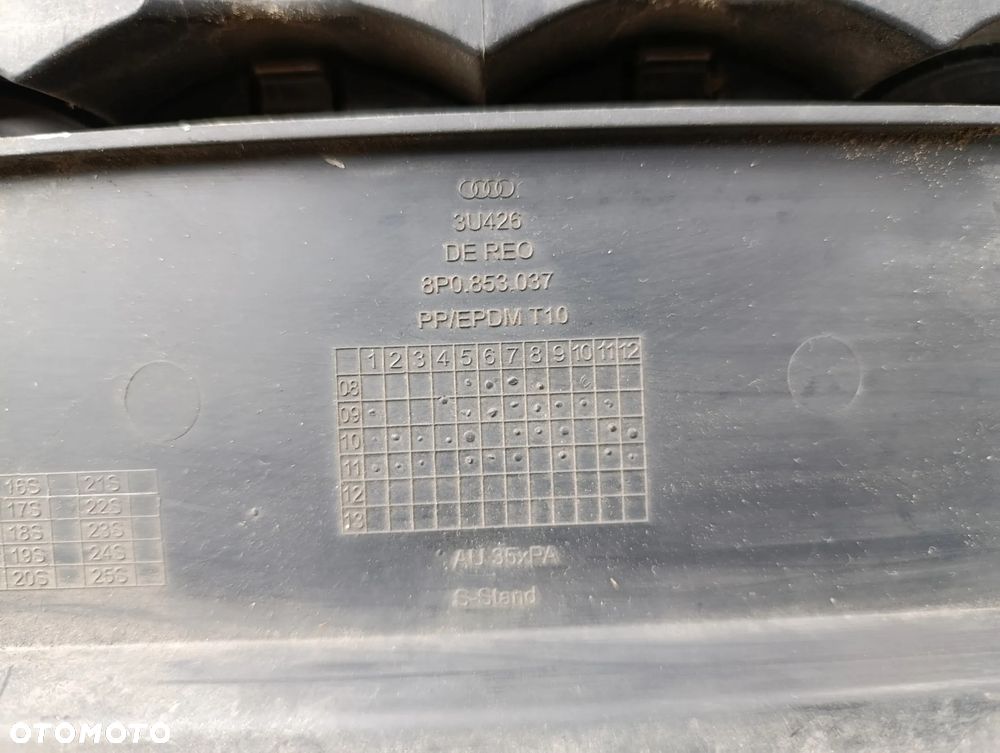 3U426
DE REO
8P0.853.037
PP/EPDM T10
1 2 3 4 5 6 7 8 9 10 11 12
08
09
10
11
12
13
16S 21S
17S 22S
18S 23S
19S 24S
20S 25S
AU 35xPA
S-Stand
OTOMOTO